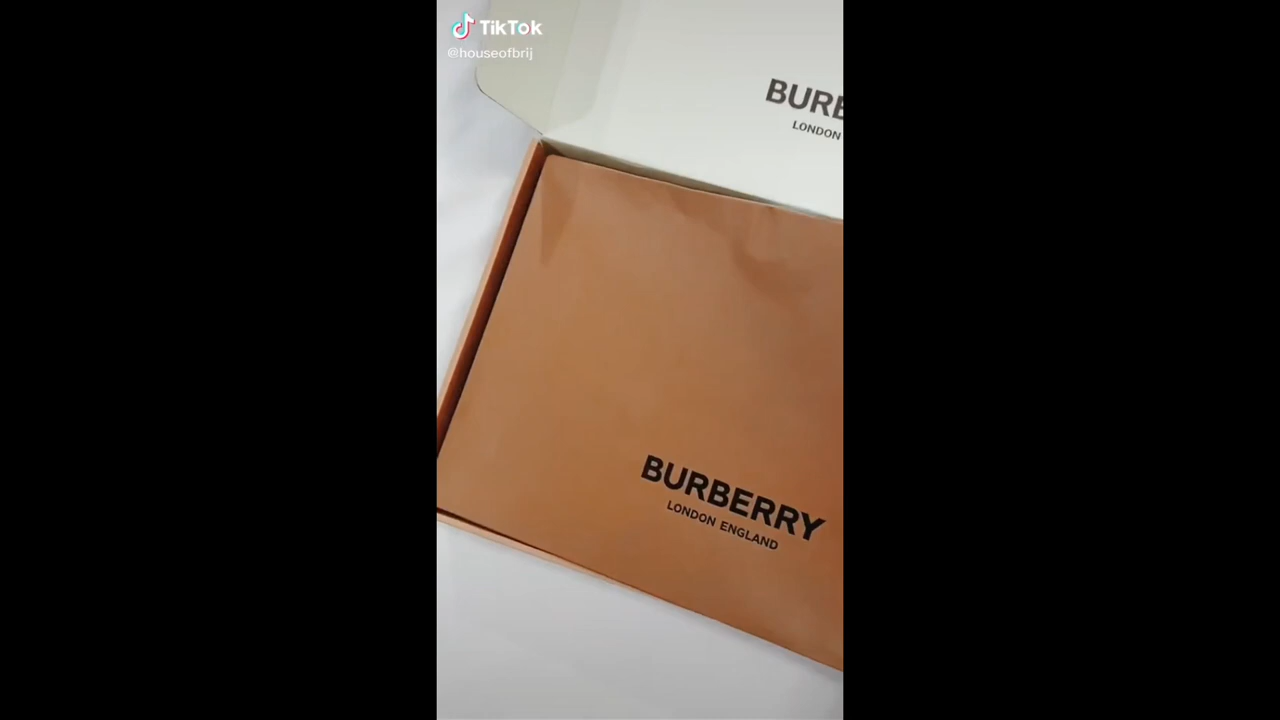 TikTok
@houseofbrij
BURB
LONDON
BURBERRY
LONDON ENGLAND